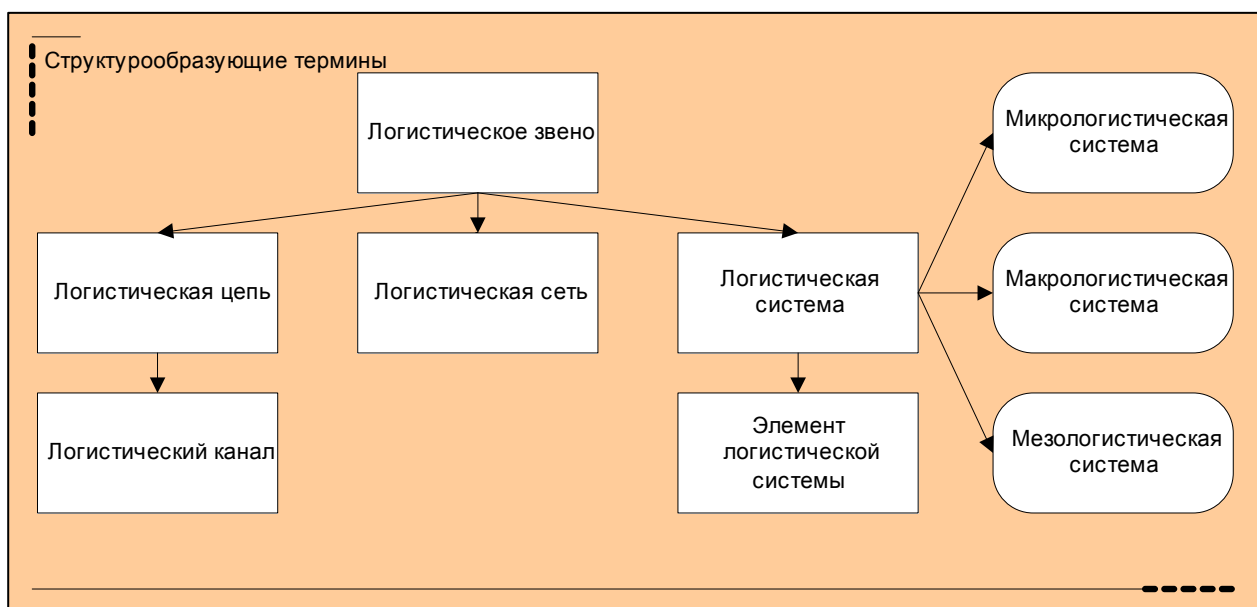 Структурообразующие термины
Логистическое звено
Микрологистическая
система
Логистическая цепь
Логистическая сеть
Логистическая
система
Макрологистическая
система
Логистический канал
Элемент
логистической
системы
Мезологистическая
система